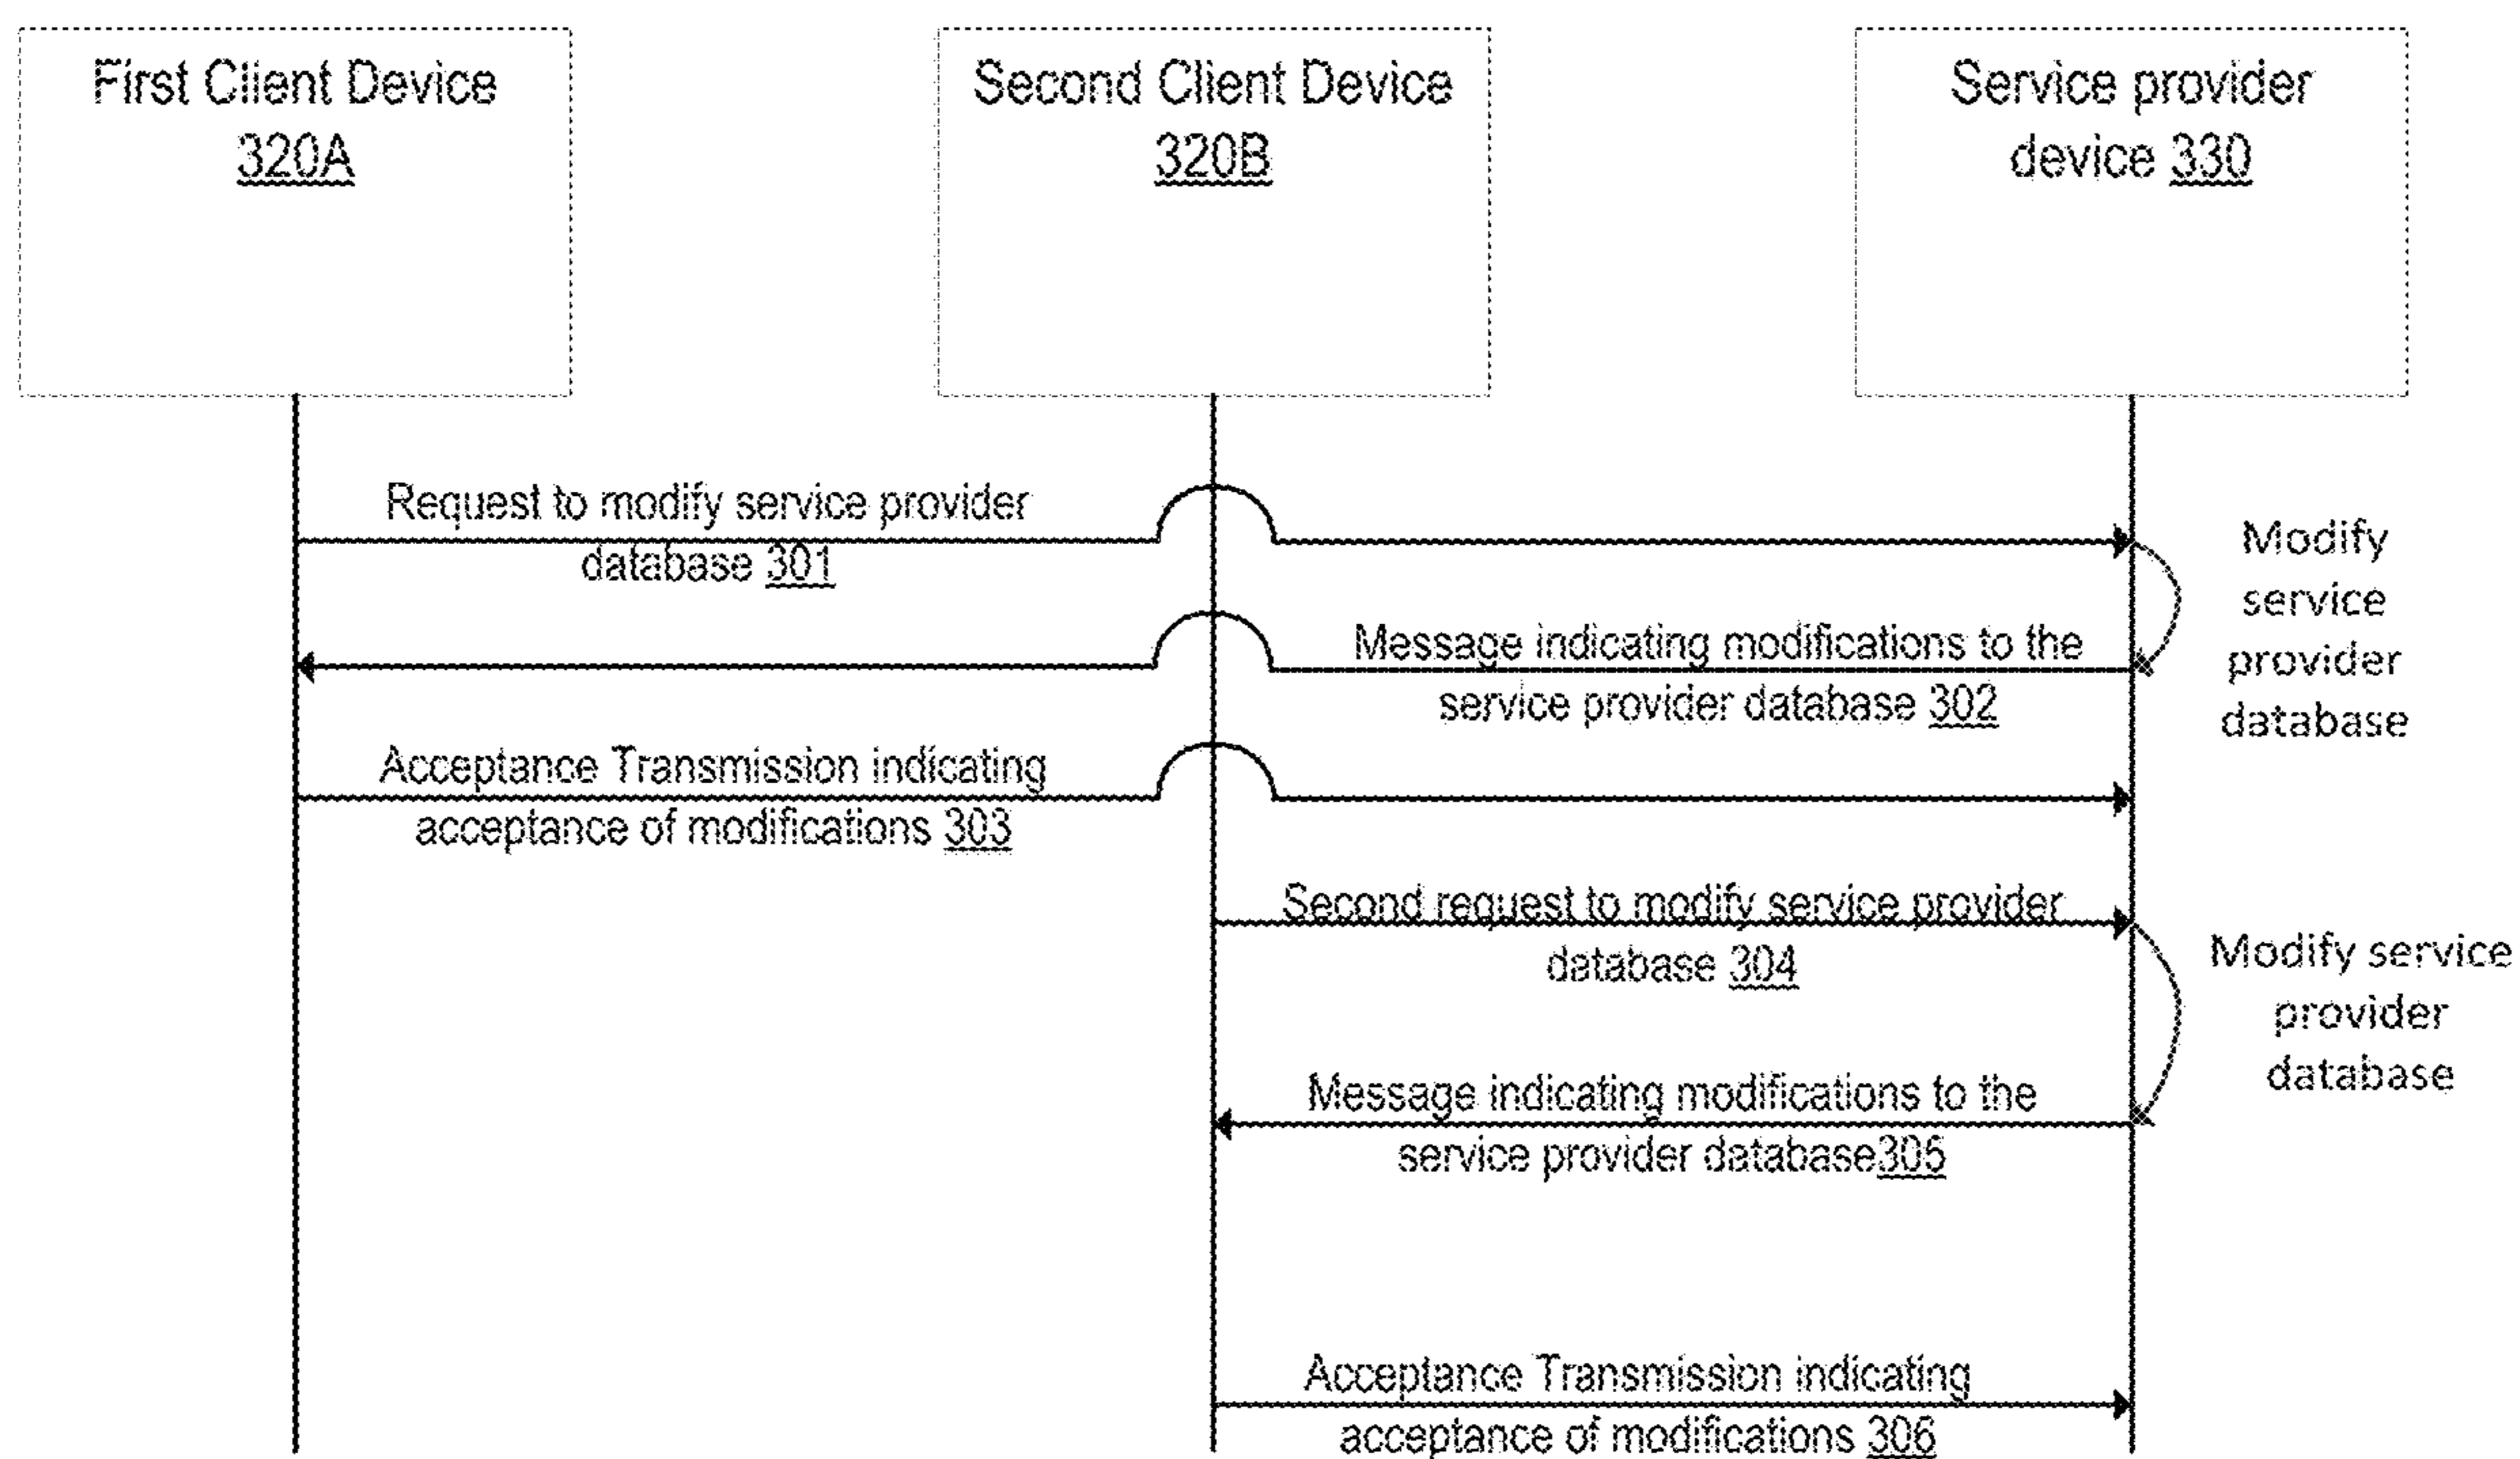 First Client Device
320A
Second Client Device
320B
Service provider
device 330
Request to modify service provider
database 301
Modify
service
provider
database
Message indicating modifications to the
service provider database 302
Acceptance Transmission indicating
acceptance of modifications 303
Second request to modify service provider
database 304
Modify service
provider
database
Message indicating modifications to the
service provider database305
Acceptance Transmission indicating
acceptance of modifications 306